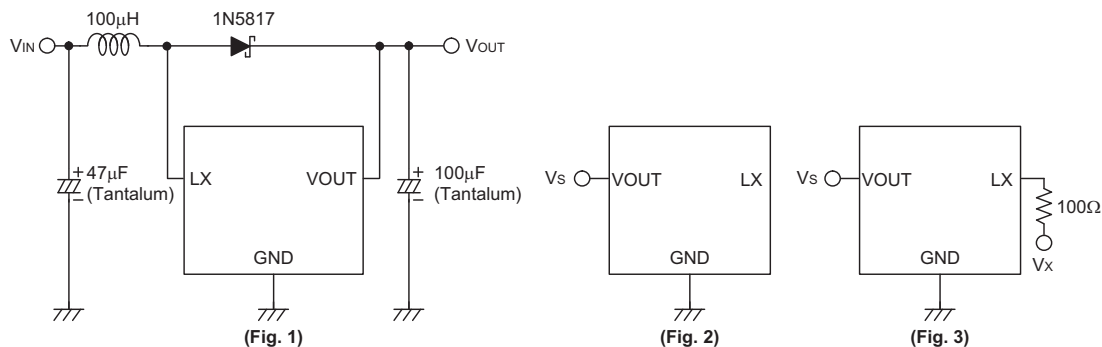 100μH
1N5817
VIN
VOUT
LX
VOUT
GND
+
47μF
(Tantalum)
−
+
100μF
(Tantalum)
−
(Fig. 1)
VS
VOUT
LX
GND
(Fig. 2)
VS
VOUT
LX
GND
100Ω
VX
(Fig. 3)